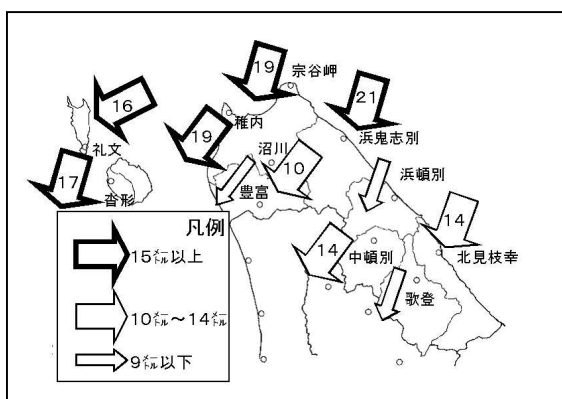 19
宗谷岬
16
21
稚内
浜鬼志別
19
沼川
礼文
10
浜頓別
17
沓形
豊富
14
14
中頓別
北見枝幸
歌登
凡例
15メートル以上
10メートル～14メートル
9メートル以下